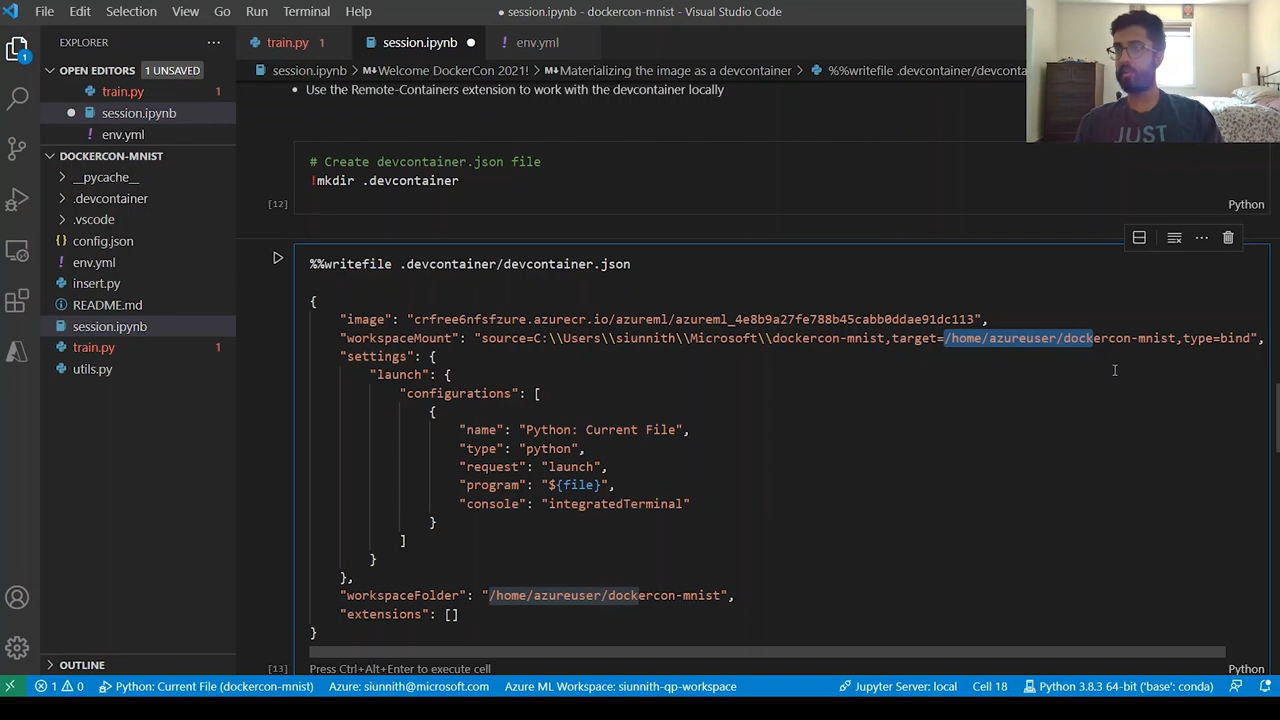 File Edit Selection View Go Run Terminal Help
● session.ipynb - dockercon-mnist - Visual Studio Code
EXPLORER
train.py 1
session.ipynb
env.yml
OPEN EDITORS 1 UNSAVED
session.ipynb > M↓Welcome DockerCon 2021! > M↓Materializing the image as a devcontainer > %%writefile .devcontainer/devconta
train.py 1
session.ipynb
env.yml
• Use the Remote-Containers extension to work with the devcontainer locally
DOCKERCON-MNIST
__pycache__
.devcontainer
.vscode
config.json
env.yml
insert.py
README.md
session.ipynb
train.py 1
utils.py
OUTLINE
1
JUST
# Create devcontainer.json file
!mkdir .devcontainer
[12]
Python
%%writefile .devcontainer/devcontainer.json
{
"image": "crfree6nfsfzure.azurecr.io/azureml/azureml_4e8b9a27fe788b45cabb0ddae91dc113",
"workspaceMount": "source=C:\\Users\\siunnith\\Microsoft\\dockercon-mnist,target=/home/azureuser/dockercon-mnist,type=bind",
"settings": {
"launch": {
"configurations": [
{
"name": "Python: Current File",
"type": "python",
"request": "launch",
"program": "${file}",
"console": "integratedTerminal"
}
]
}
},
"workspaceFolder": "/home/azureuser/dockercon-mnist",
"extensions": []
}
[13]
Press Ctrl+Alt+Enter to execute cell
Python
1 0 Python: Current File (dockercon-mnist) Azure: siunnith@microsoft.com Azure ML Workspace: siunnith-qp-workspace Jupyter Server: local Cell 18 Python 3.8.3 64-bit ('base': conda)